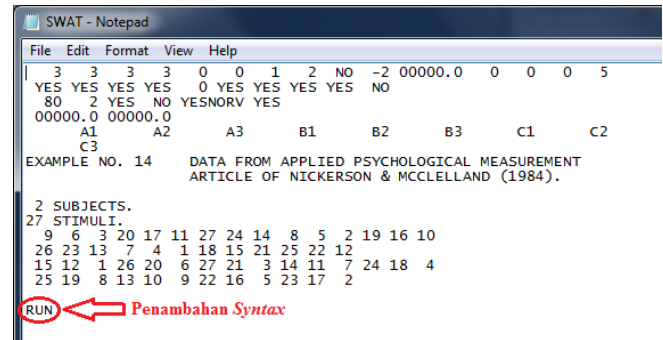 SWAT - Notepad
File Edit Format View Help
3 3 3 3 0 0 1 2 NO -2 00000.0 0 0 0 5
YES YES YES YES 0 YES YES YES YES NO
80 2 YES NO YESNORV YES
00000.0 00000.0
A1 A2 A3 B1 B2 B3 C1 C2
C3
EXAMPLE NO. 14 DATA FROM APPLIED PSYCHOLOGICAL MEASUREMENT
ARTICLE OF NICKERSON & MCCLELLAND (1984).
2 SUBJECTS.
27 STIMULI.
9 6 3 20 17 11 27 24 14 8 5 2 19 16 10
26 23 13 7 4 1 18 15 21 25 22 12
15 12 1 26 20 6 27 21 3 14 11 7 24 18 4
25 19 8 13 10 9 22 16 5 23 17 2
RUN Penambahan Syntax